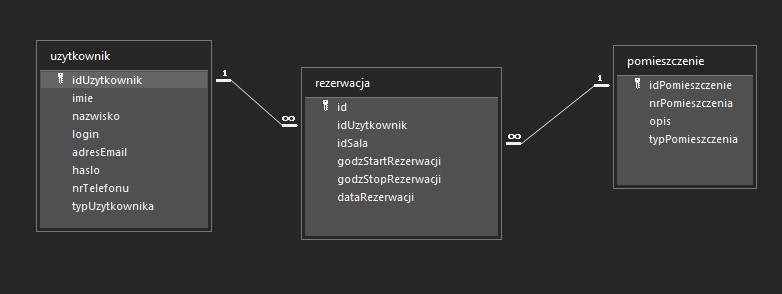 uzytkownik
idUzytkownik
imie
nazwisko
login
adresEmail
haslo
nrTelefonu
typUzytkownika
1
∞
rezerwacja
id
idUzytkownik
idSala
godzStartRezerwacji
godzStopRezerwacji
dataRezerwacji
∞
1
pomieszczenie
idPomieszczenie
nrPomieszczenia
opis
typPomieszczenia